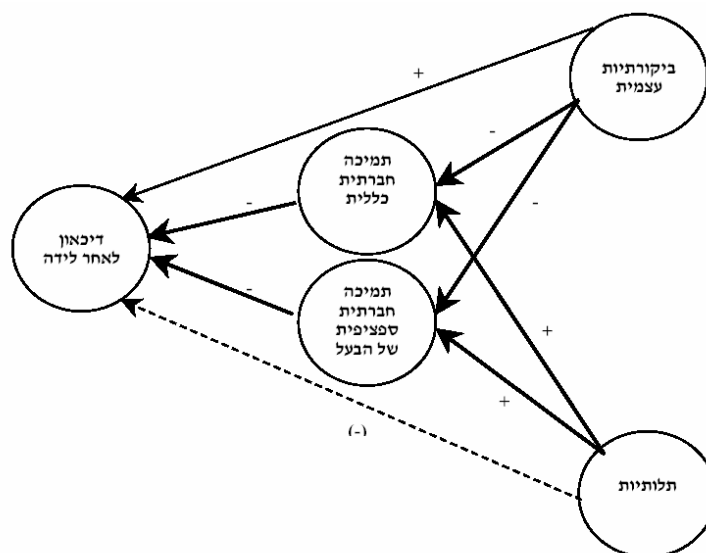 ביקורתיות
עצמית
+
-
תמיכה
חברתית
כללית
-
-
דיכאון
לאחר לידה
תמיכה
חברתית
ספציפית
של הבעל
-
+
+
(-)
תלותיות